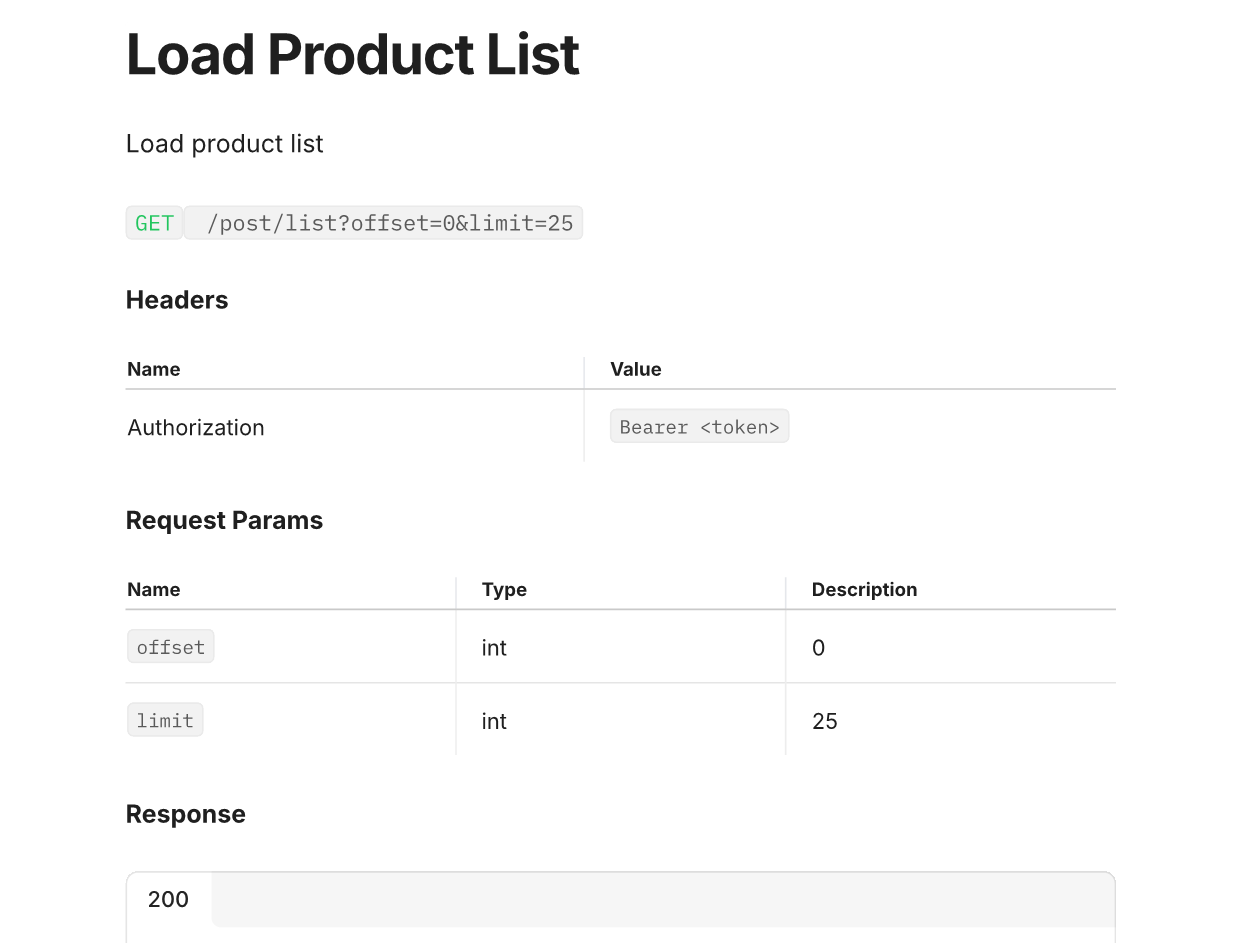 Load Product List
Load product list
GET /post/list?offset=0&limit=25
Headers
Name Value
Authorization Bearer <token>
Request Params
Name Type Description
offset int 0
limit int 25
Response
200